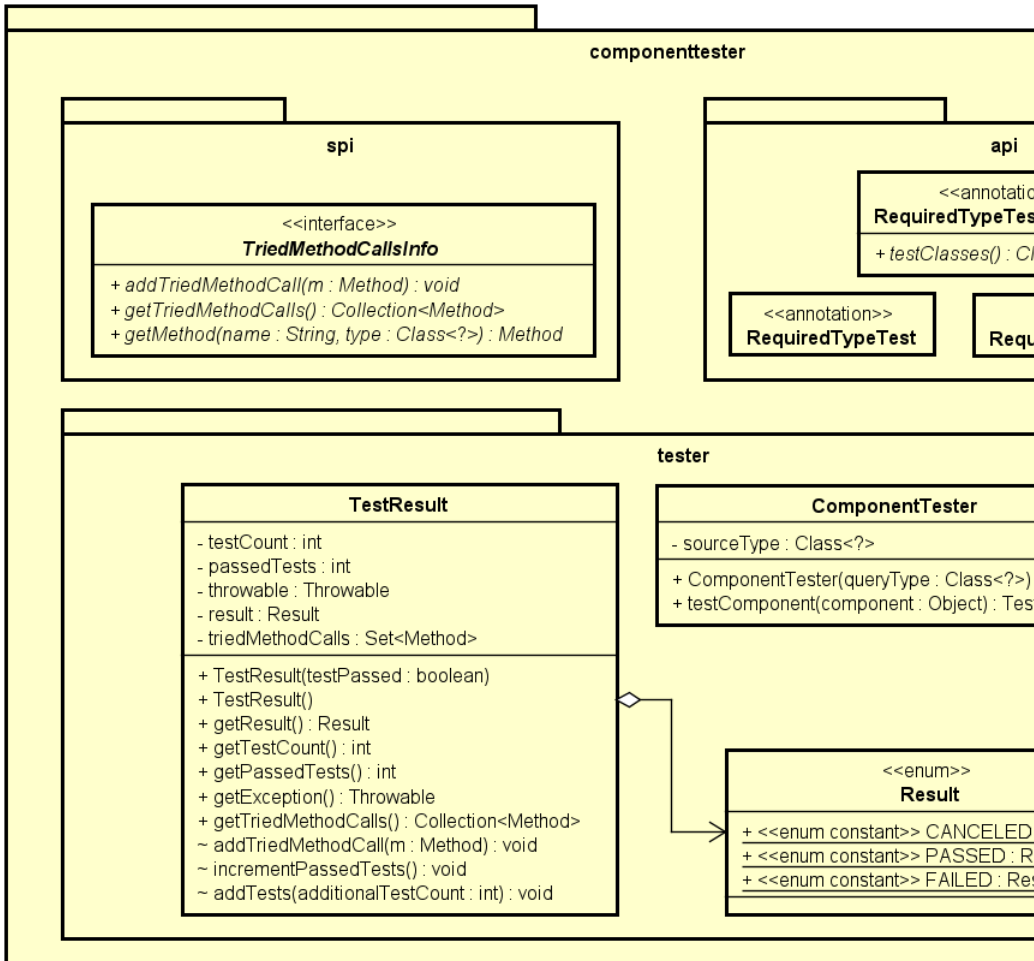 componenttester
spi
<<interface>>
TriedMethodCallsInfo
+ addTriedMethodCall(m : Method) : void
+ getTriedMethodCalls() : Collection<Method>
+ getMethod(name : String, type : Class<?>) : Method
api
<<annotatio
RequiredTypeTes
+ testClasses() : Cl
<<annotation>>
RequiredTypeTest
Requ
tester
TestResult
- testCount : int
- passedTests : int
- throwable : Throwable
- result : Result
- triedMethodCalls : Set<Method>
+ TestResult(testPassed : boolean)
+ TestResult()
+ getResult() : Result
+ getTestCount() : int
+ getPassedTests() : int
+ getException() : Throwable
+ getTriedMethodCalls() : Collection<Method>
~ addTriedMethodCall(m : Method) : void
~ incrementPassedTests() : void
~ addTests(additionalTestCount : int) : void
ComponentTester
- sourceType : Class<?>
+ ComponentTester(queryType : Class<?>)
+ testComponent(component : Object) : Tes
<<enum>>
Result
+ <<enum constant>> CANCELED
+ <<enum constant>> PASSED : R
+ <<enum constant>> FAILED : Res